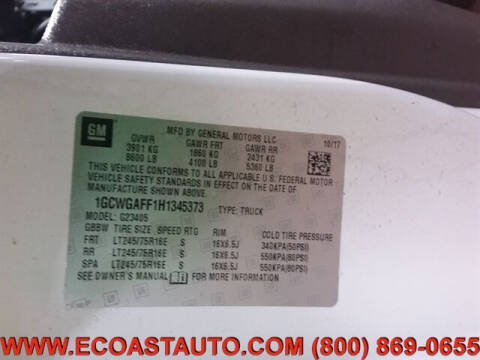 GM
MFD BY GENERAL MOTORS LLC
10/17
GVWR GAWR FRT GAWR RR
3901 KG 1860 KG 2431 KG
8600 LB 4100 LB 5360 LB
THIS VEHICLE CONFORMS TO ALL APPLICABLE U.S. FEDERAL MOTOR
VEHICLE SAFETY STANDARDS IN EFFECT ON THE DATE OF
MANUFACTURE SHOWN ABOVE.
1GCWGAFF1H1345373 TYPE: TRUCK
MODEL: G23405
GBBW TIRE SIZE SPEED RTG RIM COLD TIRE PRESSURE
FRT LT245/75R16E S 16X6.5J 340KPA(50PSI)
RR LT245/75R16E S 16X6.5J 550KPA(80PSI)
SPA LT245/75R16E S 16X6.5J 550KPA(80PSI)
SEE OWNER'S MANUAL FOR MORE INFORMATION.
WWW.ECOASTAUTO.COM (800) 869-0655